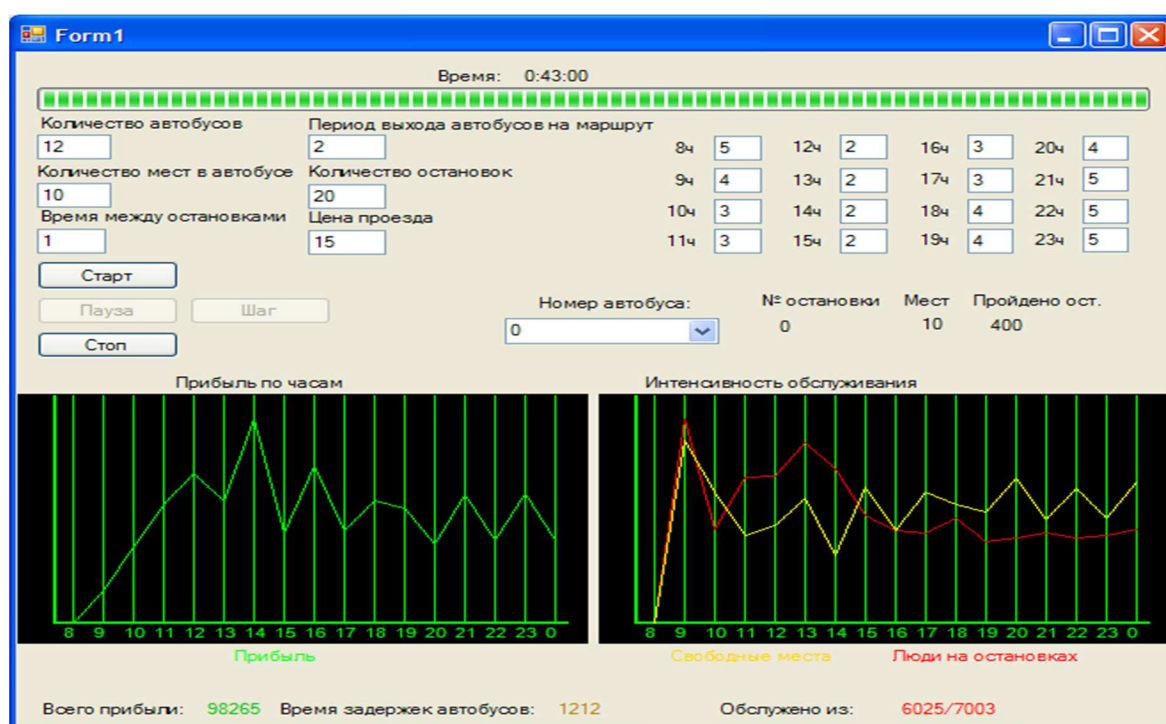 Form1
Время: 0:43:00
Количество автобусов Период выхода автобусов на маршрут
12 2 8ч 5 12ч 2 16ч 3 20ч 4
Количество мест в автобусе Количество остановок
9ч 4 13ч 2 17ч 3 21ч 5
10 20
Время между остановками Цена проезда
10ч 3 14ч 2 18ч 4 22ч 5
1 15 11ч 3 15ч 2 19ч 4 23ч 5
Старт
Пауза Шаг
Номер автобуса: № остановки Мест Пройдено ост.
0 0 10 400
Стоп
Прибыль по часам Интенсивность обслуживания
8 9 10 11 12 13 14 15 16 17 18 19 20 21 22 23 0
8 9 10 11 12 13 14 15 16 17 18 19 20 21 22 23 0
Прибыль Свободные места Люди на остановках
Всего прибыли: 98265 Время задержек автобусов: 1212 Обслужено из: 6025/7003